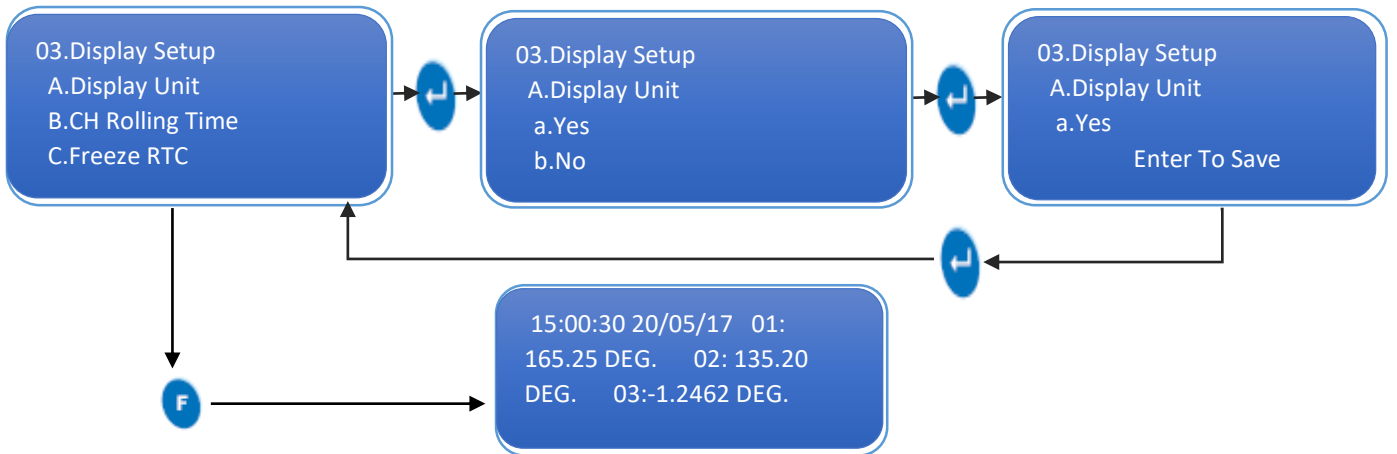 03.Display Setup
A.Display Unit
B.CH Rolling Time
C.Freeze RTC
03.Display Setup
A.Display Unit
a.Yes
b.No
03.Display Setup
A.Display Unit
a.Yes
Enter To Save
15:00:30 20/05/17 01:
165.25 DEG. 02: 135.20
DEG. 03:-1.2462 DEG.
F